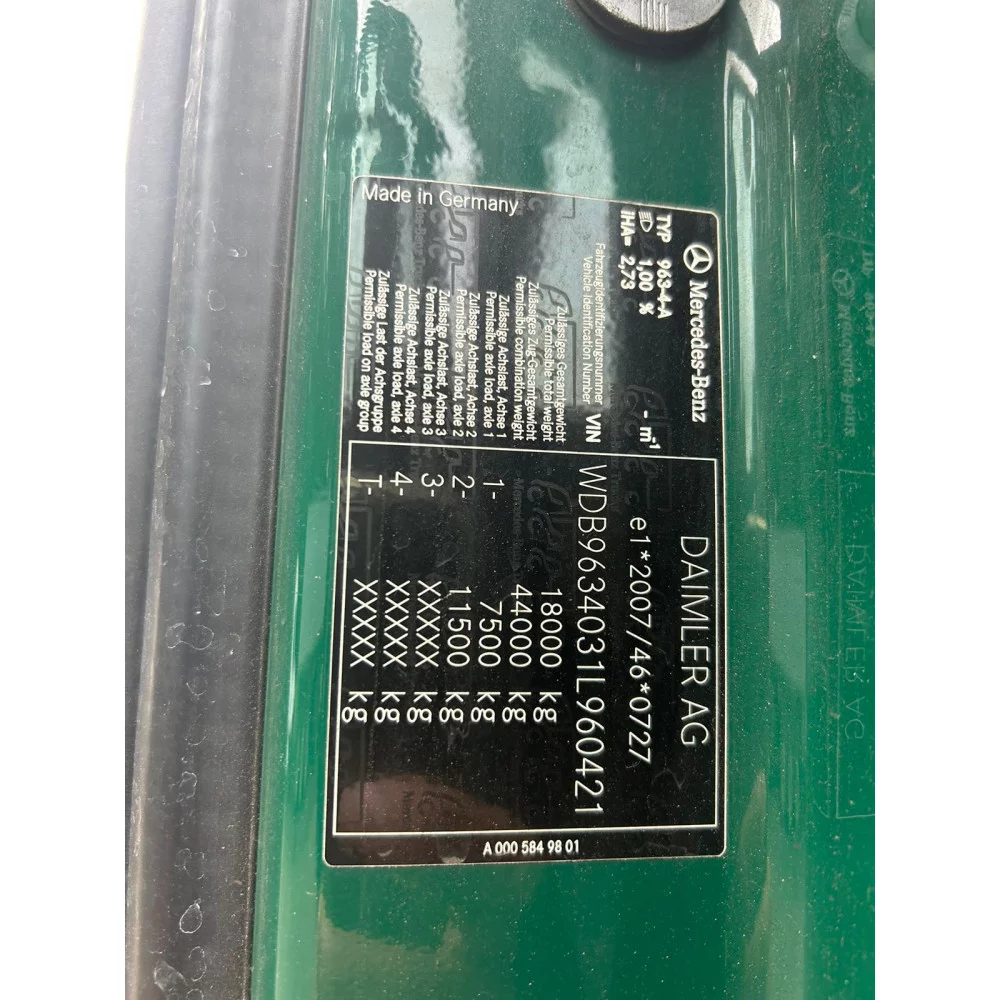 Mercedes-Benz
DAIMLER AG
TYP 963-4-A
1,00 %
- m-1
e1*2007/46*0727
IHA= 2,73
Fahrzeugidentifizierungsnummer
Vehicle Identification Number
VIN
WDB9634031L960421
Zulässiges Gesamtgewicht
Permissible total weight
18000 kg
Zulässiges Zug-Gesamtgewicht
Permissible combination weight
44000 kg
Zulässige Achslast, Achse 1
Permissible axle load, axle 1
1- 7500 kg
Zulässige Achslast, Achse 2
Permissible axle load, axle 2
2- 11500 kg
Zulässige Achslast, Achse 3
Permissible axle load, axle 3
3- XXXXX kg
Zulässige Achslast, Achse 4
Permissible axle load, axle 4
4- XXXXX kg
Zulässige Last der Achsgruppe
Permissible load on axle group
T- XXXXX kg
Made in Germany
A 000 584 98 01